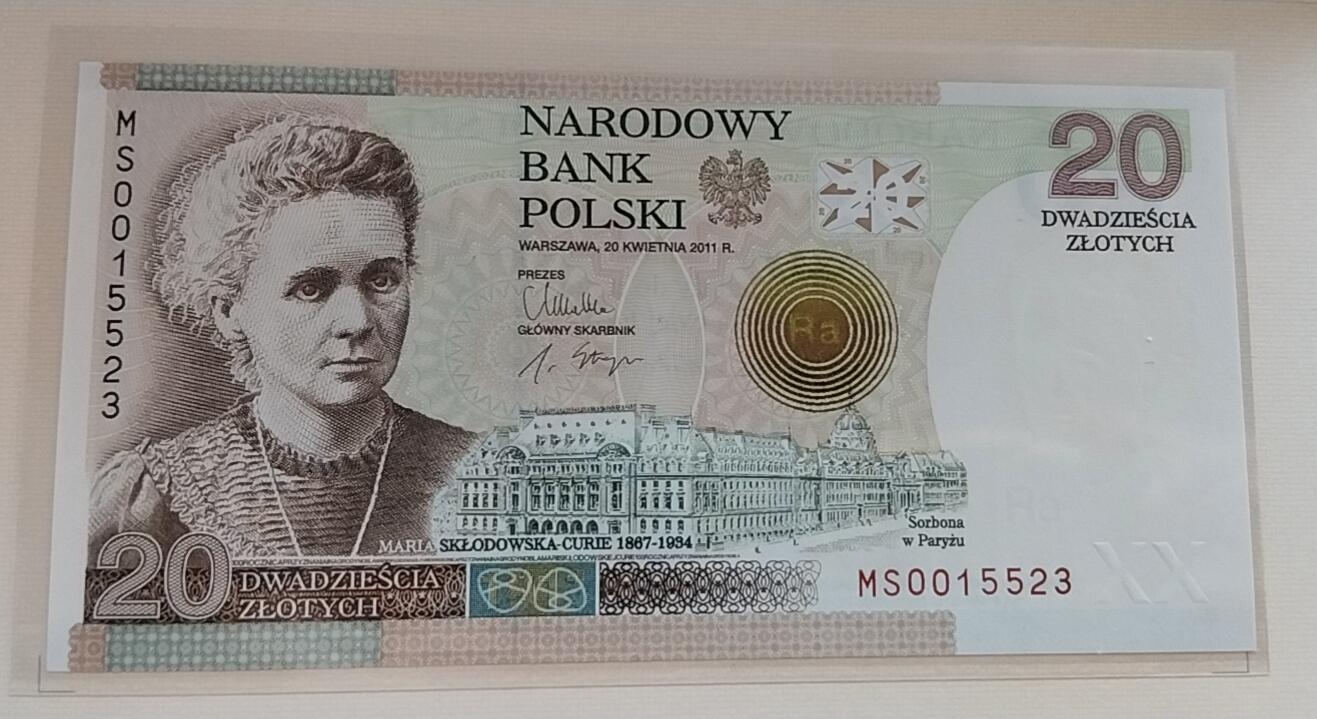 MS0015523
NARODOWY
BANK
POLSKI
WARSZAWA, 20 KWIETNIA 2011 R.
PREZES
GŁÓWNY SKARBNIK
20
DWADZIEŚCIA
ZŁOTYCH
Ra
Sorbona
w Paryżu
Ra
MARIA SKŁODOWSKA-CURIE 1867-1934
20
DWADZIEŚCIA
ZŁOTYCH
MS0015523
XX